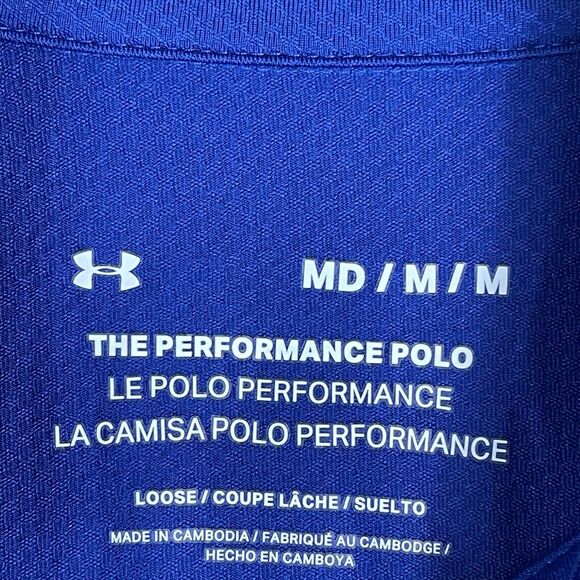 MD / M / M
THE PERFORMANCE POLO
LE POLO PERFORMANCE
LA CAMISA POLO PERFORMANCE
LOOSE / COUPE LÂCHE / SUELTO
MADE IN CAMBODIA / FABRIQUÉ AU CAMBODGE /
HECHO EN CAMBOYA